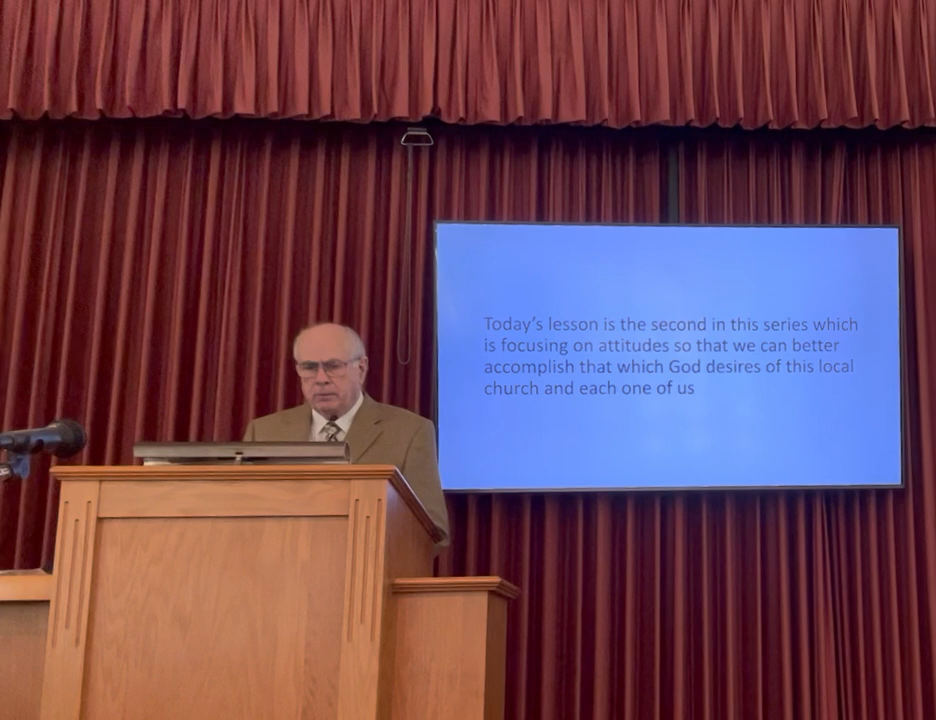 Today's lesson is the second in this series which
is focusing on attitudes so that we can better
accomplish that which God desires of this local
church and each one of us